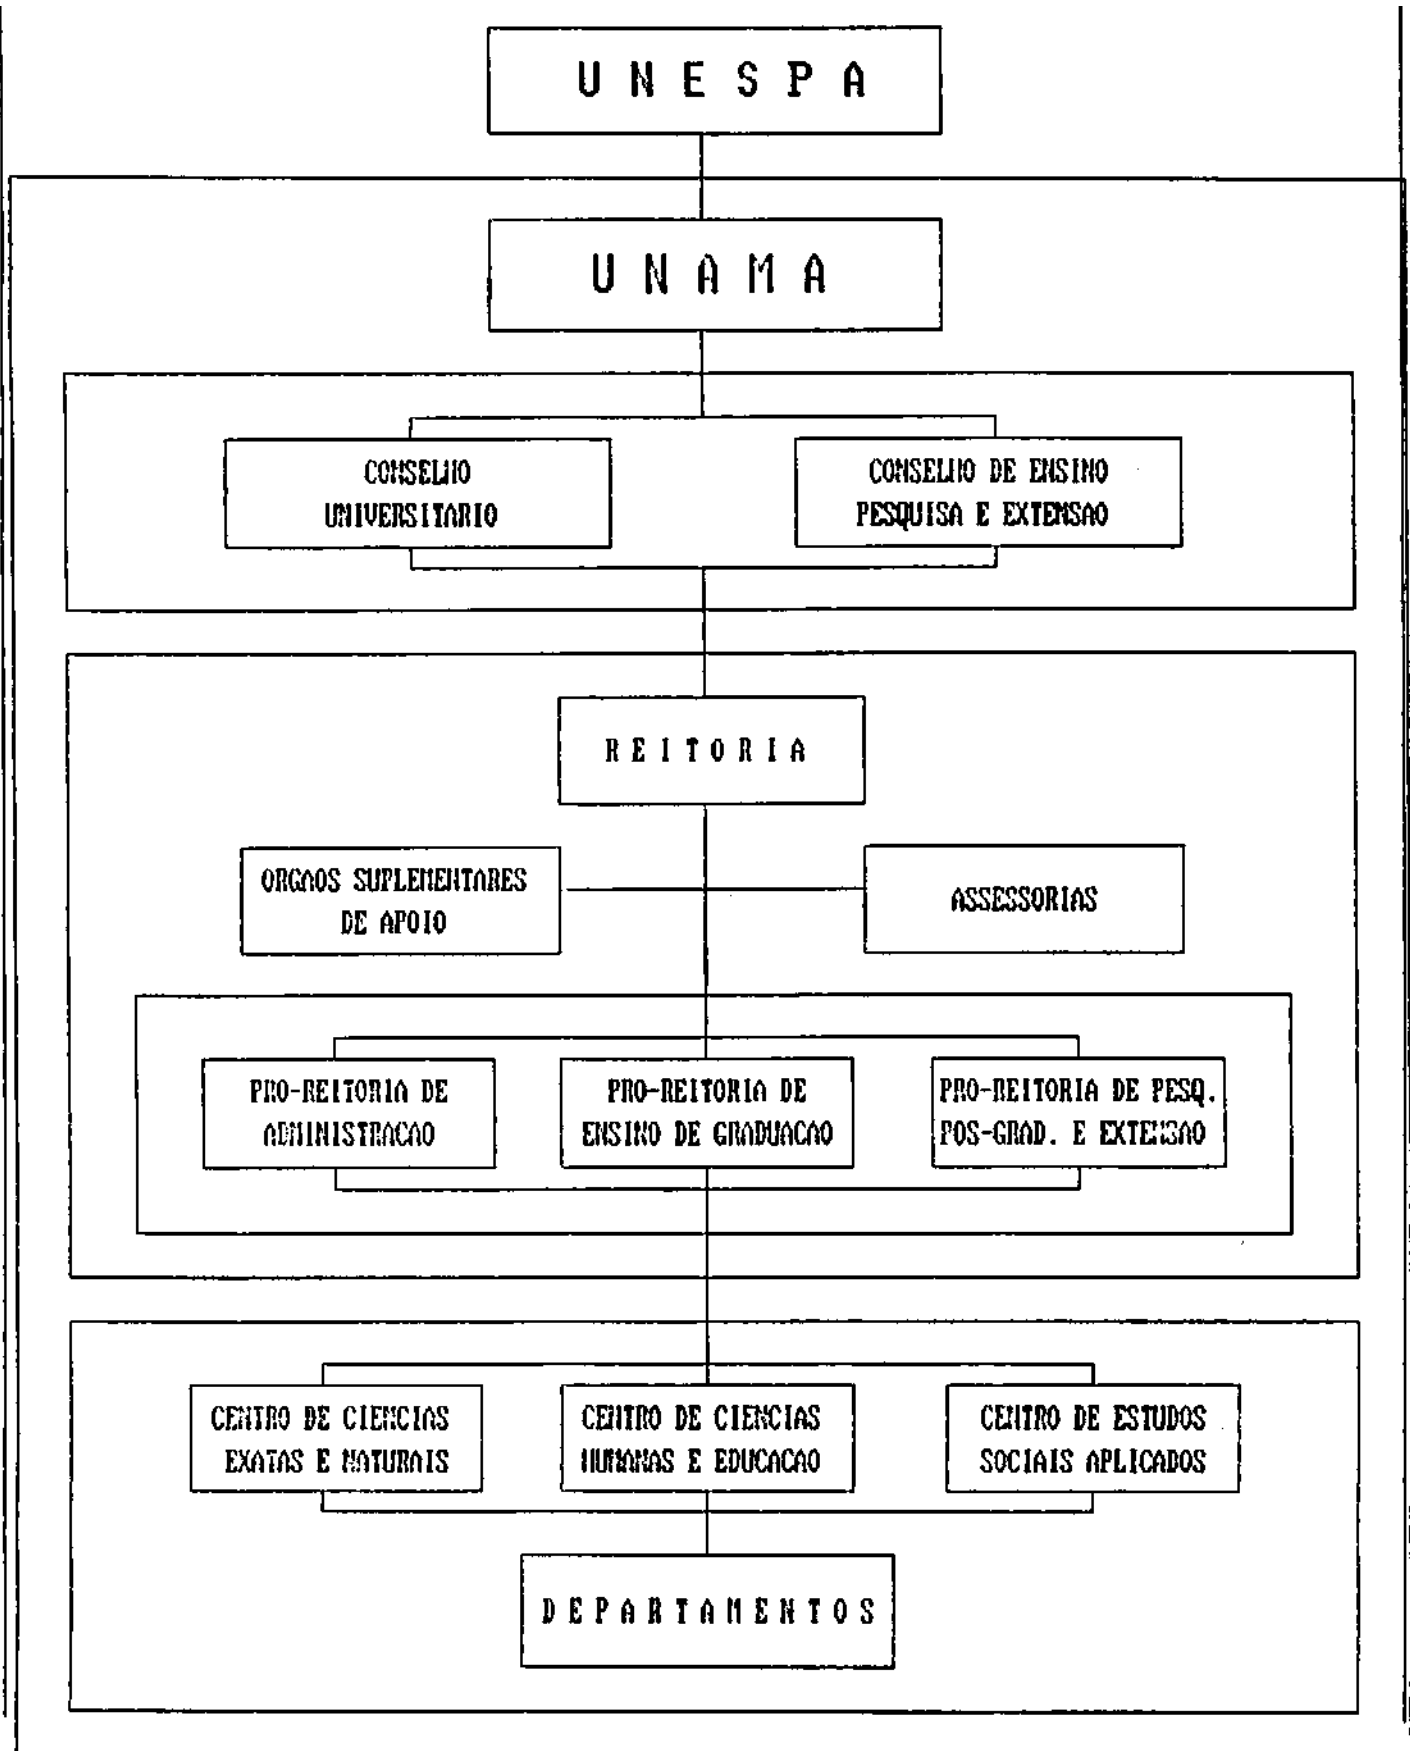 U N E S P A
U N A M A
CONSELHO
UNIVERSITARIO
CONSELHO DE ENSINO
PESQUISA E EXTENSAO
R E I T O R I A
ORGAOS SUPLEMENTARES
DE APOIO
ASSESSORIAS
PRO-REITORIA DE
ADMINISTRACAO
PRO-REITORIA DE
ENSINO DE GRADUACAO
PRO-REITORIA DE PESQ.
POS-GRAD. E EXTENSAO
CENTRO DE CIENCIAS
EXATAS E NATURAIS
CENTRO DE CIENCIAS
HUMANAS E EDUCACAO
CENTRO DE ESTUDOS
SOCIAIS APLICADOS
D E P A R T A M E N T O S